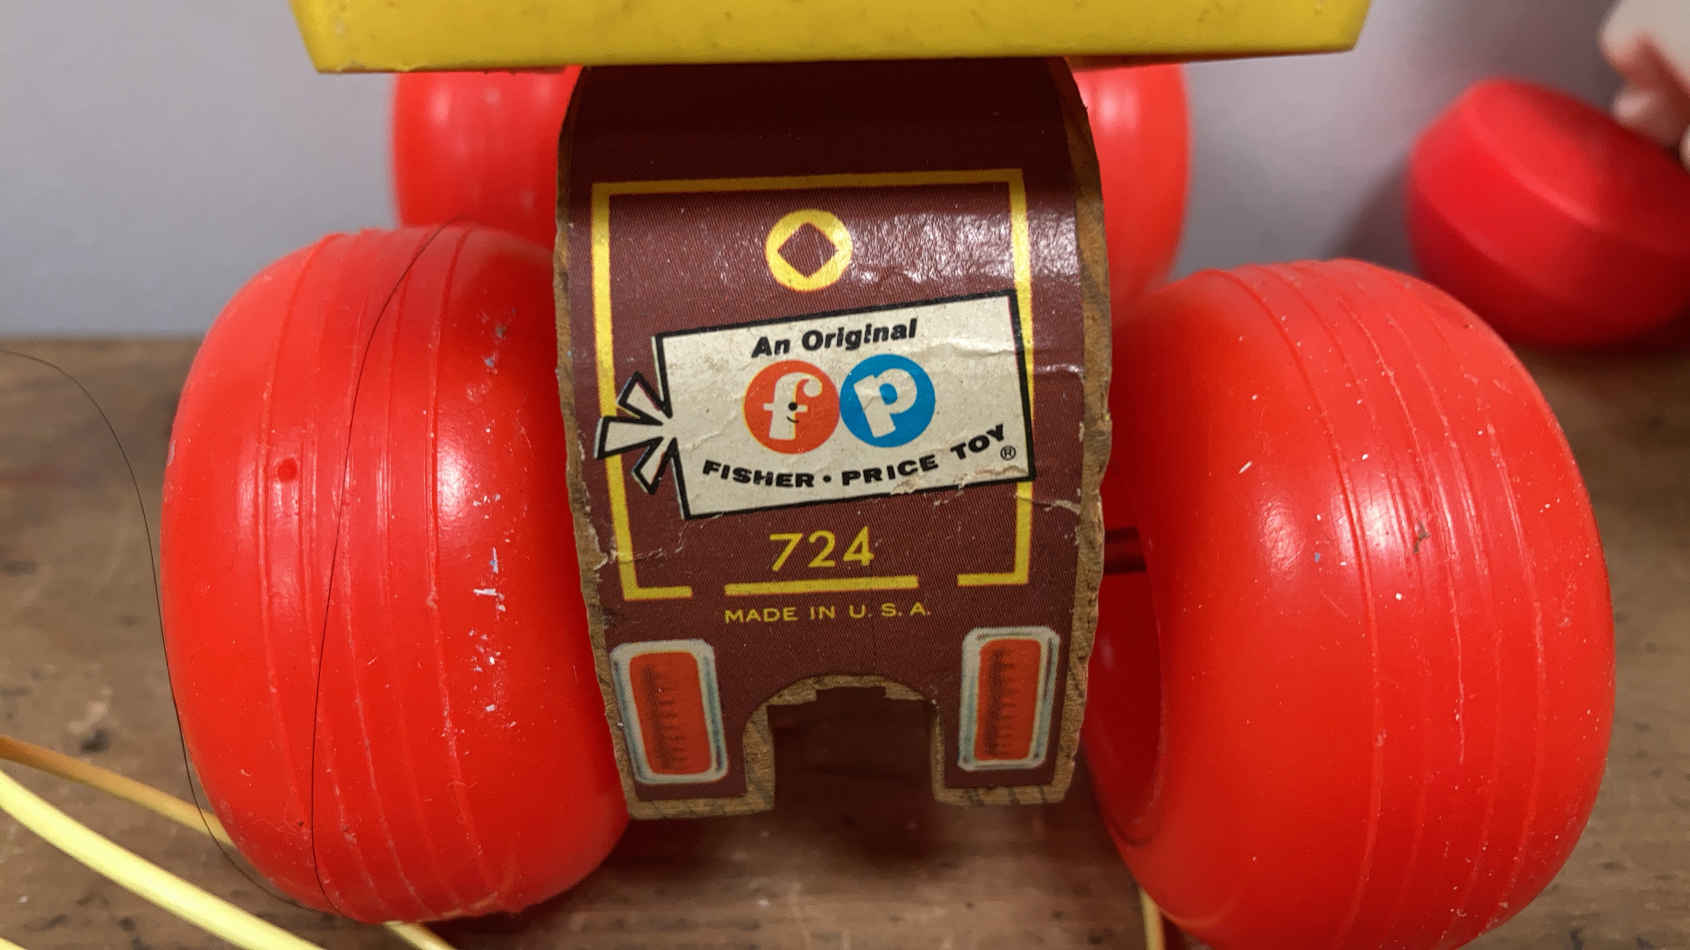 An Original
fp
FISHER·PRICE TOY®
724
MADE IN U.S.A.